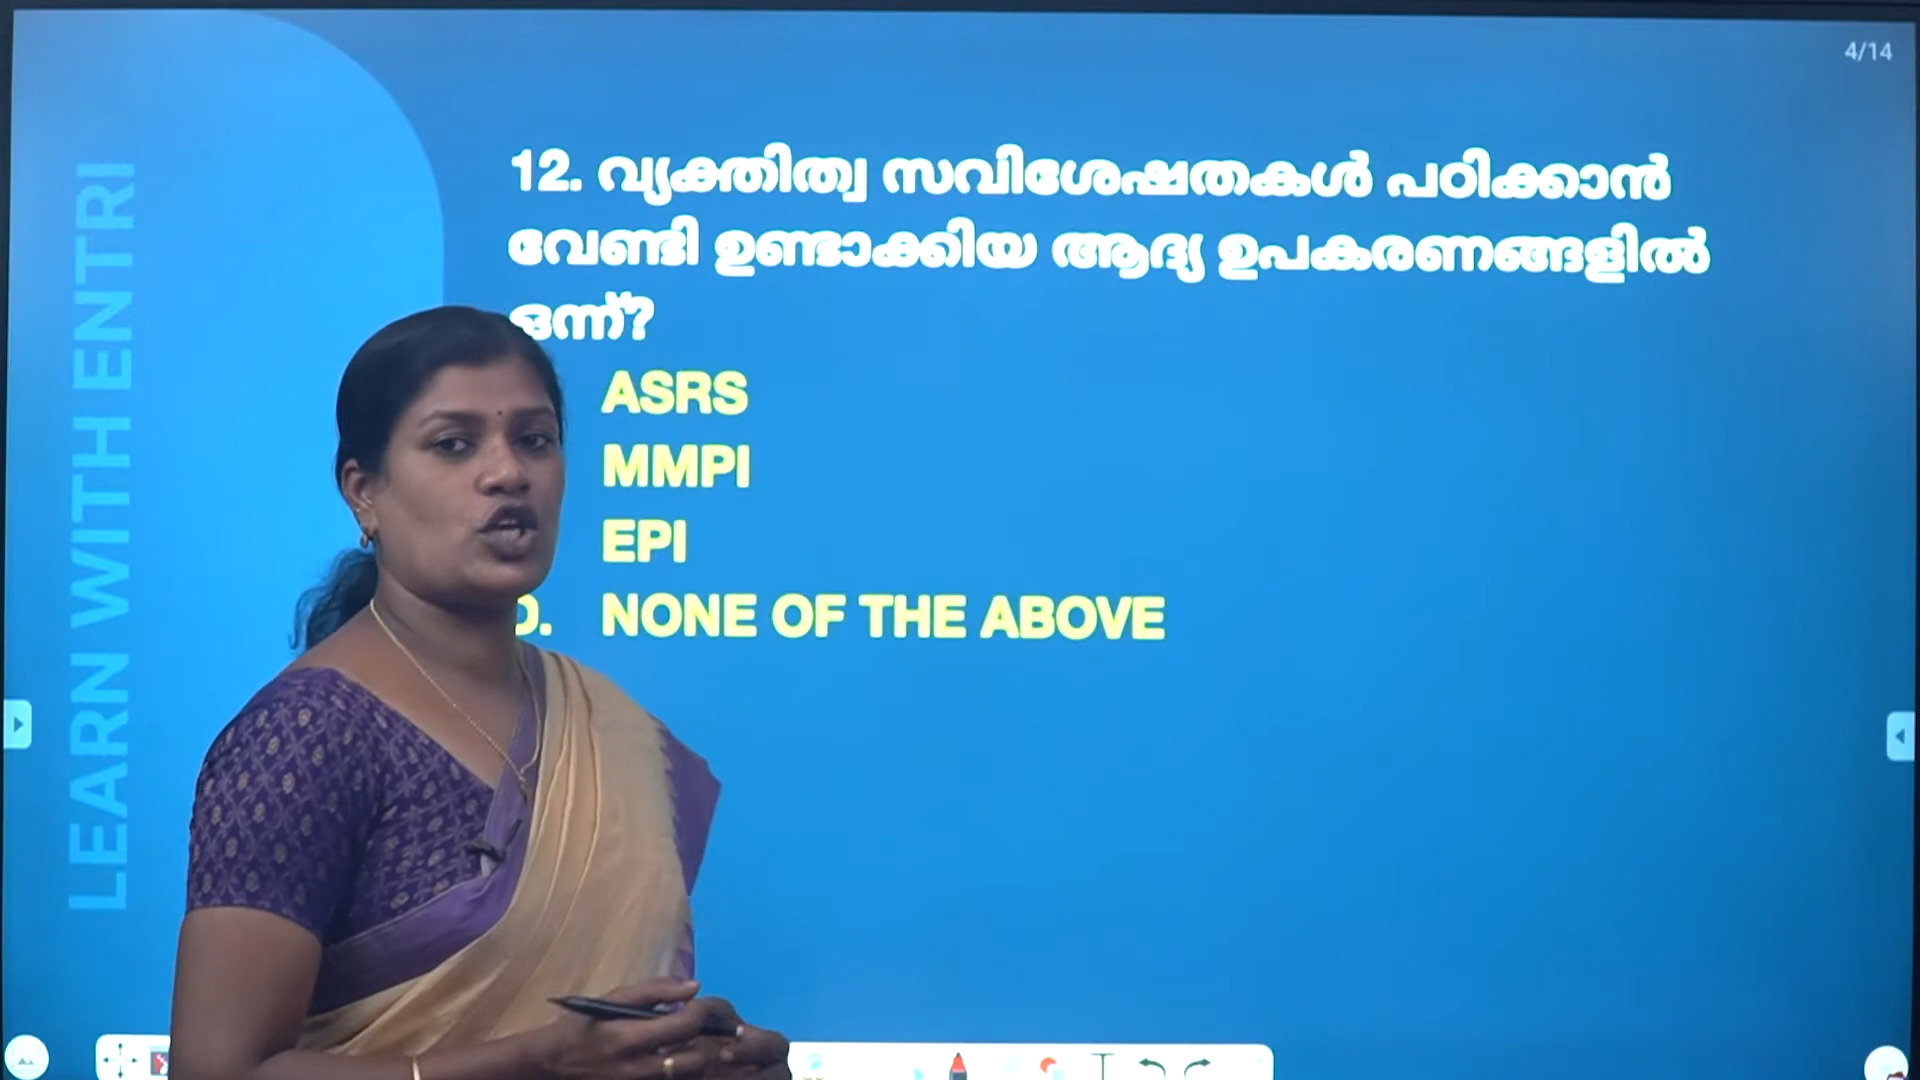 4/14
LEARN WITH ENTRI
12. വ്യക്തിത്വ സവിശേഷതകൾ പഠിക്കാൻ
വേണ്ടി ഉണ്ടാക്കിയ ആദ്യ ഉപകരണങ്ങളിൽ
ഒന്ന്?
ASRS
MMPI
EPI
D. NONE OF THE ABOVE